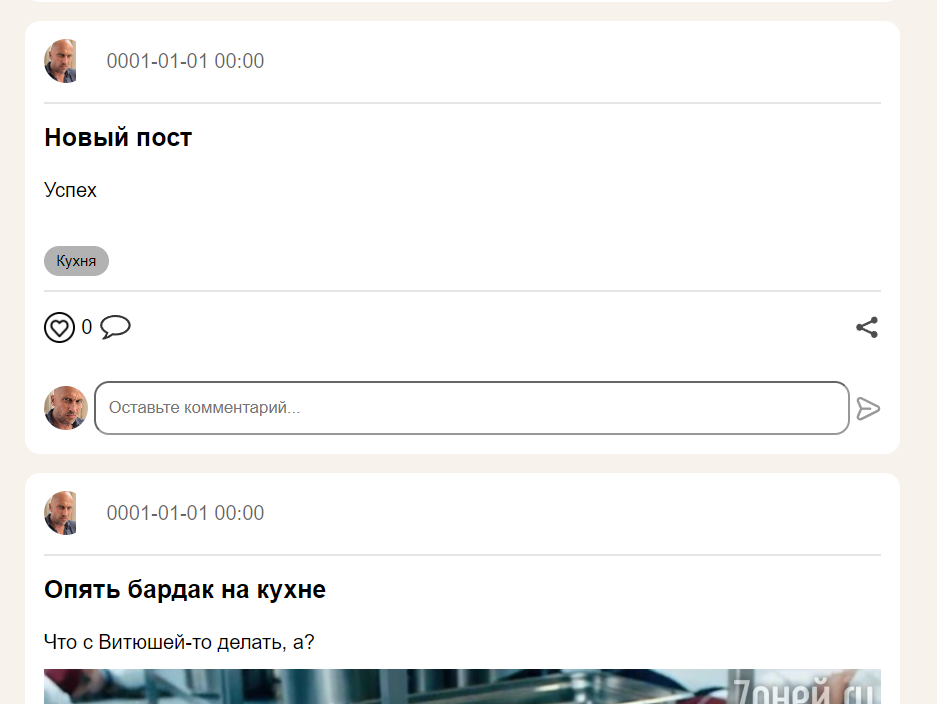 0001-01-01 00:00
Новый пост
Успех
Кухня
0
Оставьте комментарий...
0001-01-01 00:00
Опять бардак на кухне
Что с Витюшей-то делать, а?
7дней.ru